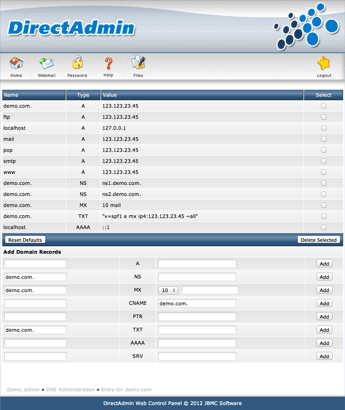 DirectAdmin
Home Webmail Password Help Files Logout
Name Type Value Select
demo.com. A 123.123.23.45
ftp A 123.123.23.45
localhost A 127.0.0.1
mail A 123.123.23.45
pop A 123.123.23.45
smtp A 123.123.23.45
www A 123.123.23.45
demo.com. NS ns1.demo.com.
demo.com. NS ns2.demo.com.
demo.com. MX 10 mail
demo.com. TXT "v=spf1 a mx ip4:123.123.23.45 ~all"
localhost AAAA ::1
Reset Defaults Delete Selected
Add Domain Records
A Add
demo.com. NS Add
demo.com. MX 10 Add
CNAME demo.com. Add
PTR Add
demo.com. TXT Add
AAAA Add
SRV Add
demo_admin » DNS Administration » Entry for demo.com
DirectAdmin Web Control Panel © 2012 JBMC Software